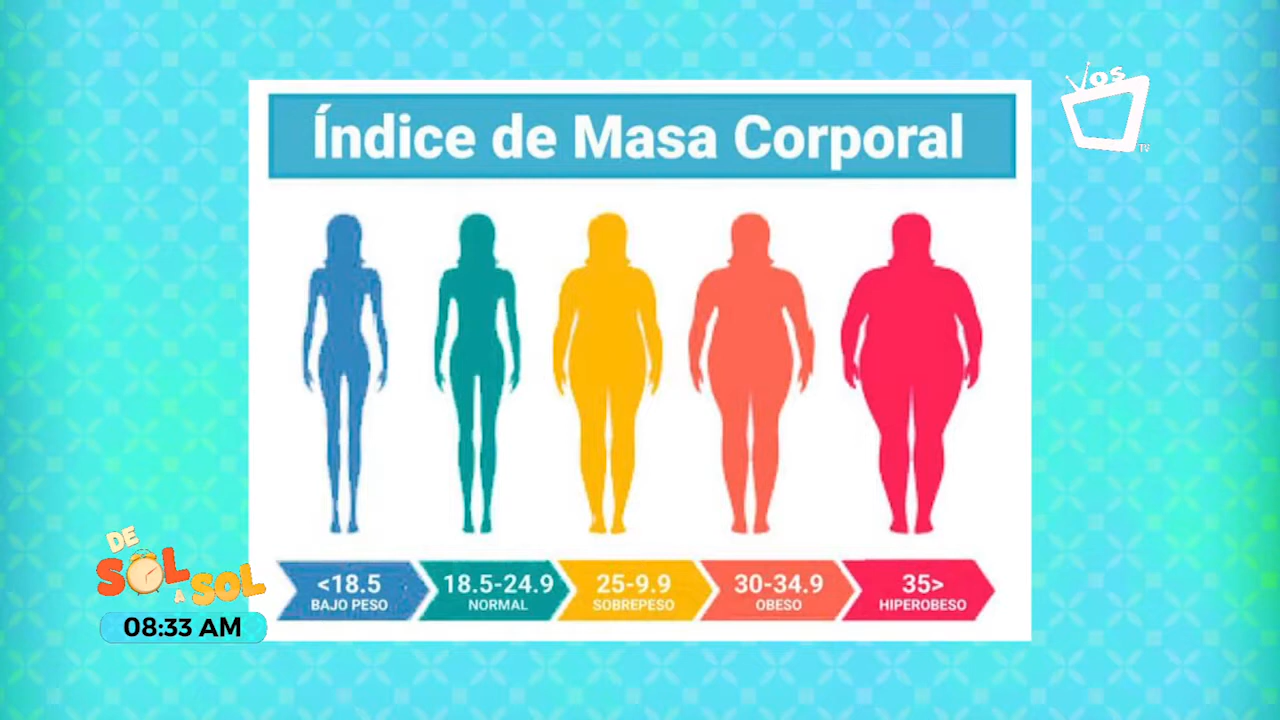 Vos
TV
Índice de Masa Corporal
<18.5
BAJO PESO
18.5-24.9
NORMAL
25-9.9
SOBREPESO
30-34.9
OBESO
35>
HIPEROBESO
DE
SOL
A SOL
08:33 AM